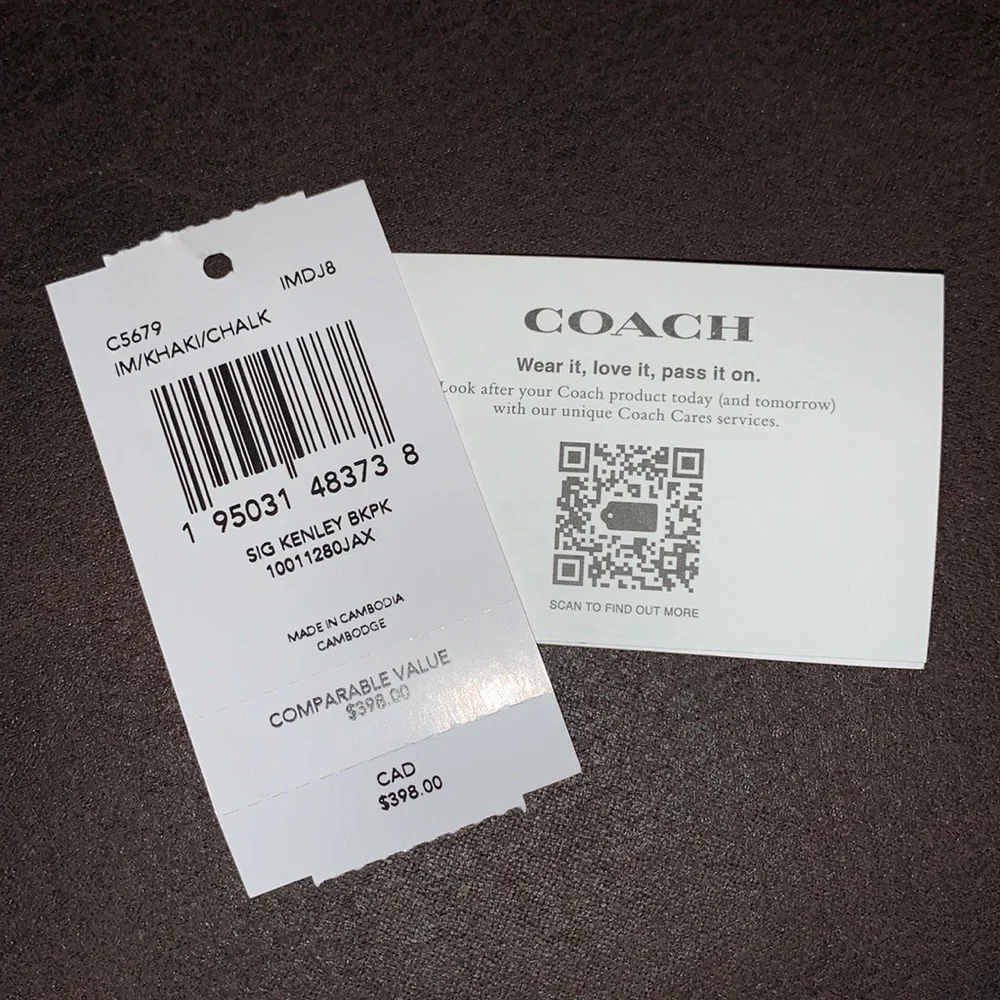 IMDJ8
C5679
IM/KHAKI/CHALK
1 95031 48373 8
SIG KENLEY BKPK
10011280JAX
MADE IN CAMBODIA
CAMBODGE
COMPARABLE VALUE
$398.00
CAD
$398.00
COACH
Wear it, love it, pass it on.
Look after your Coach product today (and tomorrow)
with our unique Coach Cares services.
SCAN TO FIND OUT MORE